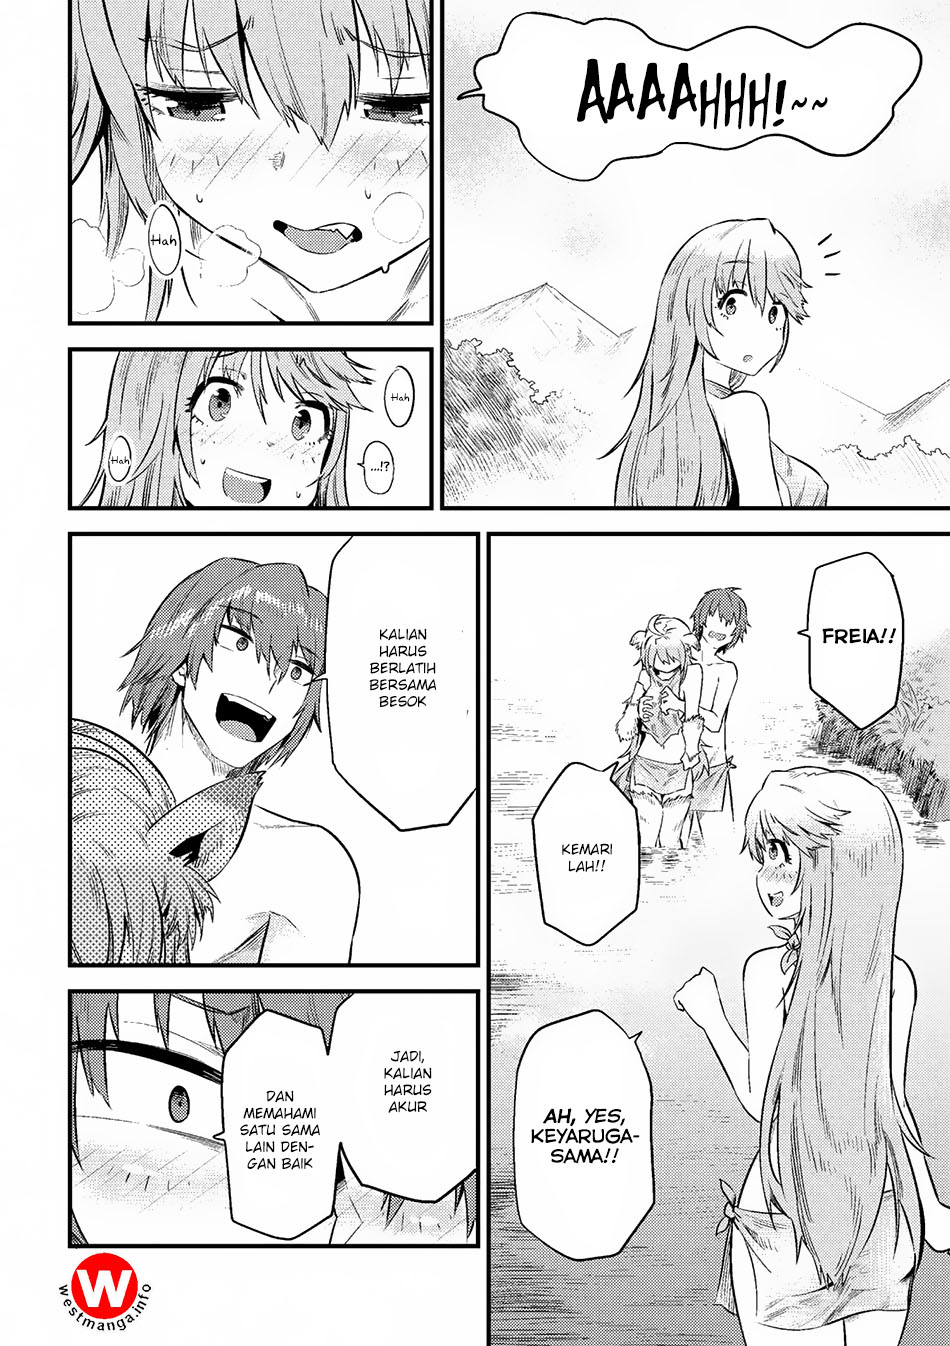 AAAAHHH!~~
Hah
Hah
...!?
Hah
FREIA!!
KEMARI
LAH!!
AH, YES,
KEYARUGA-
SAMA!!
KALIAN
HARUS
BERLATIH
BERSAMA
BESOK
JADI,
KALIAN
HARUS
AKUR
DAN
MEMAHAMI
SATU SAMA
LAIN DEN-
GAN BAIK
W
westmanga.info